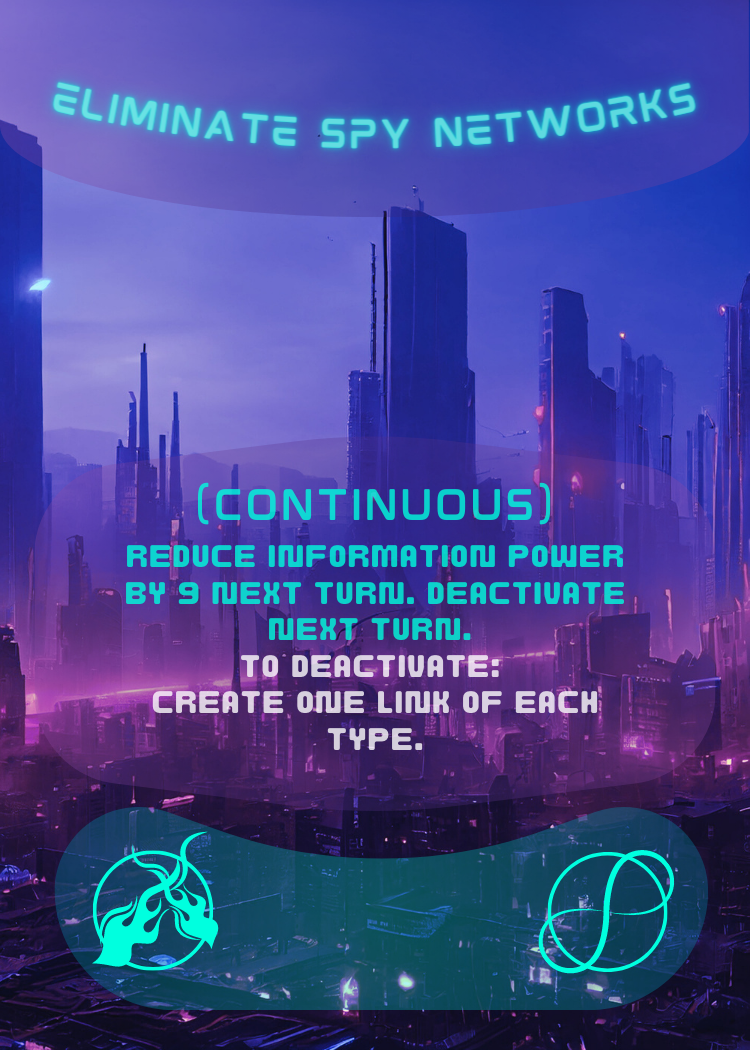 ELIMINATE SPY NETWORKS
(CONTINUOUS)
REDUCE INFORMATION POWER
BY 9 NEXT TURN. DEACTIVATE
NEXT TURN.
TO DEACTIVATE:
CREATE ONE LINK OF EACH
TYPE.